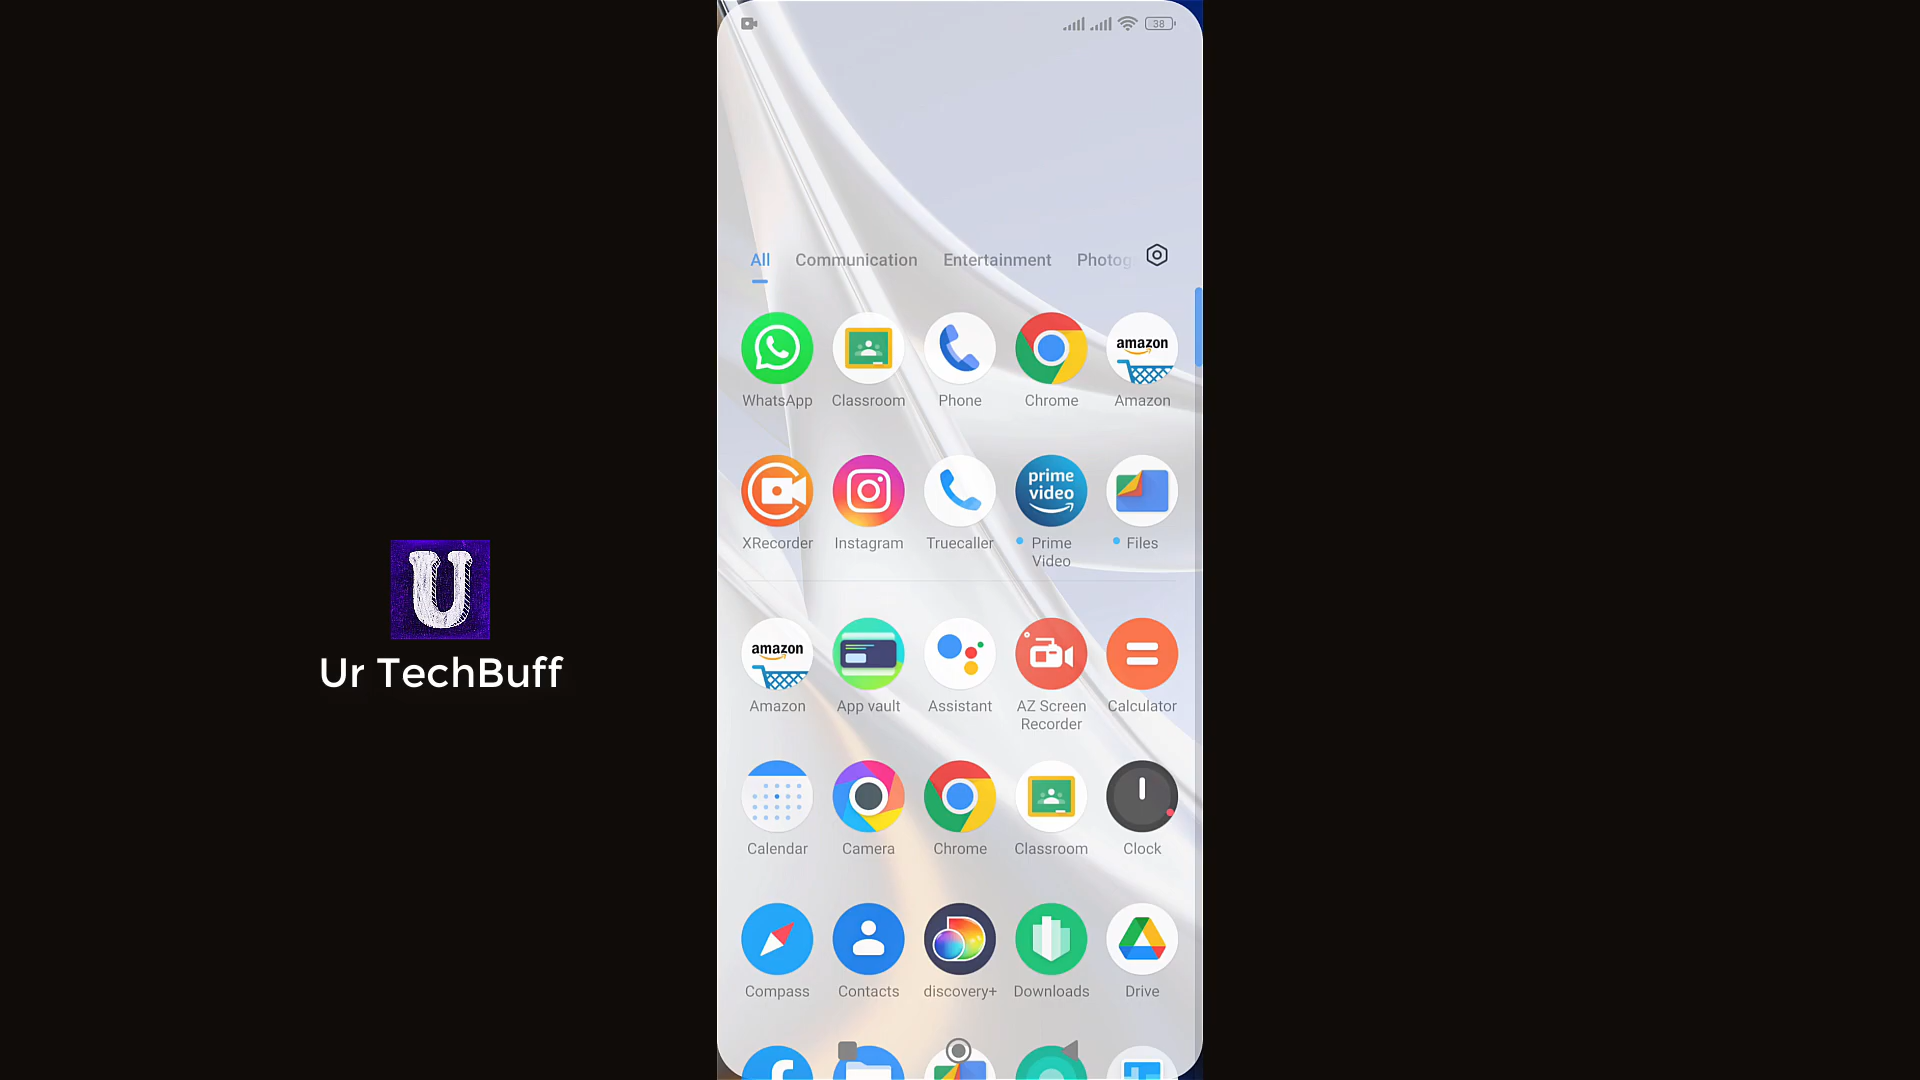 38
All Communication Entertainment Photog
WhatsApp Classroom Phone Chrome Amazon
amazon
prime video
XRecorder Instagram Truecaller Prime Video Files
amazon
Amazon App vault Assistant AZ Screen Recorder Calculator
Calendar Camera Chrome Classroom Clock
Compass Contacts discovery+ Downloads Drive
U
Ur TechBuff